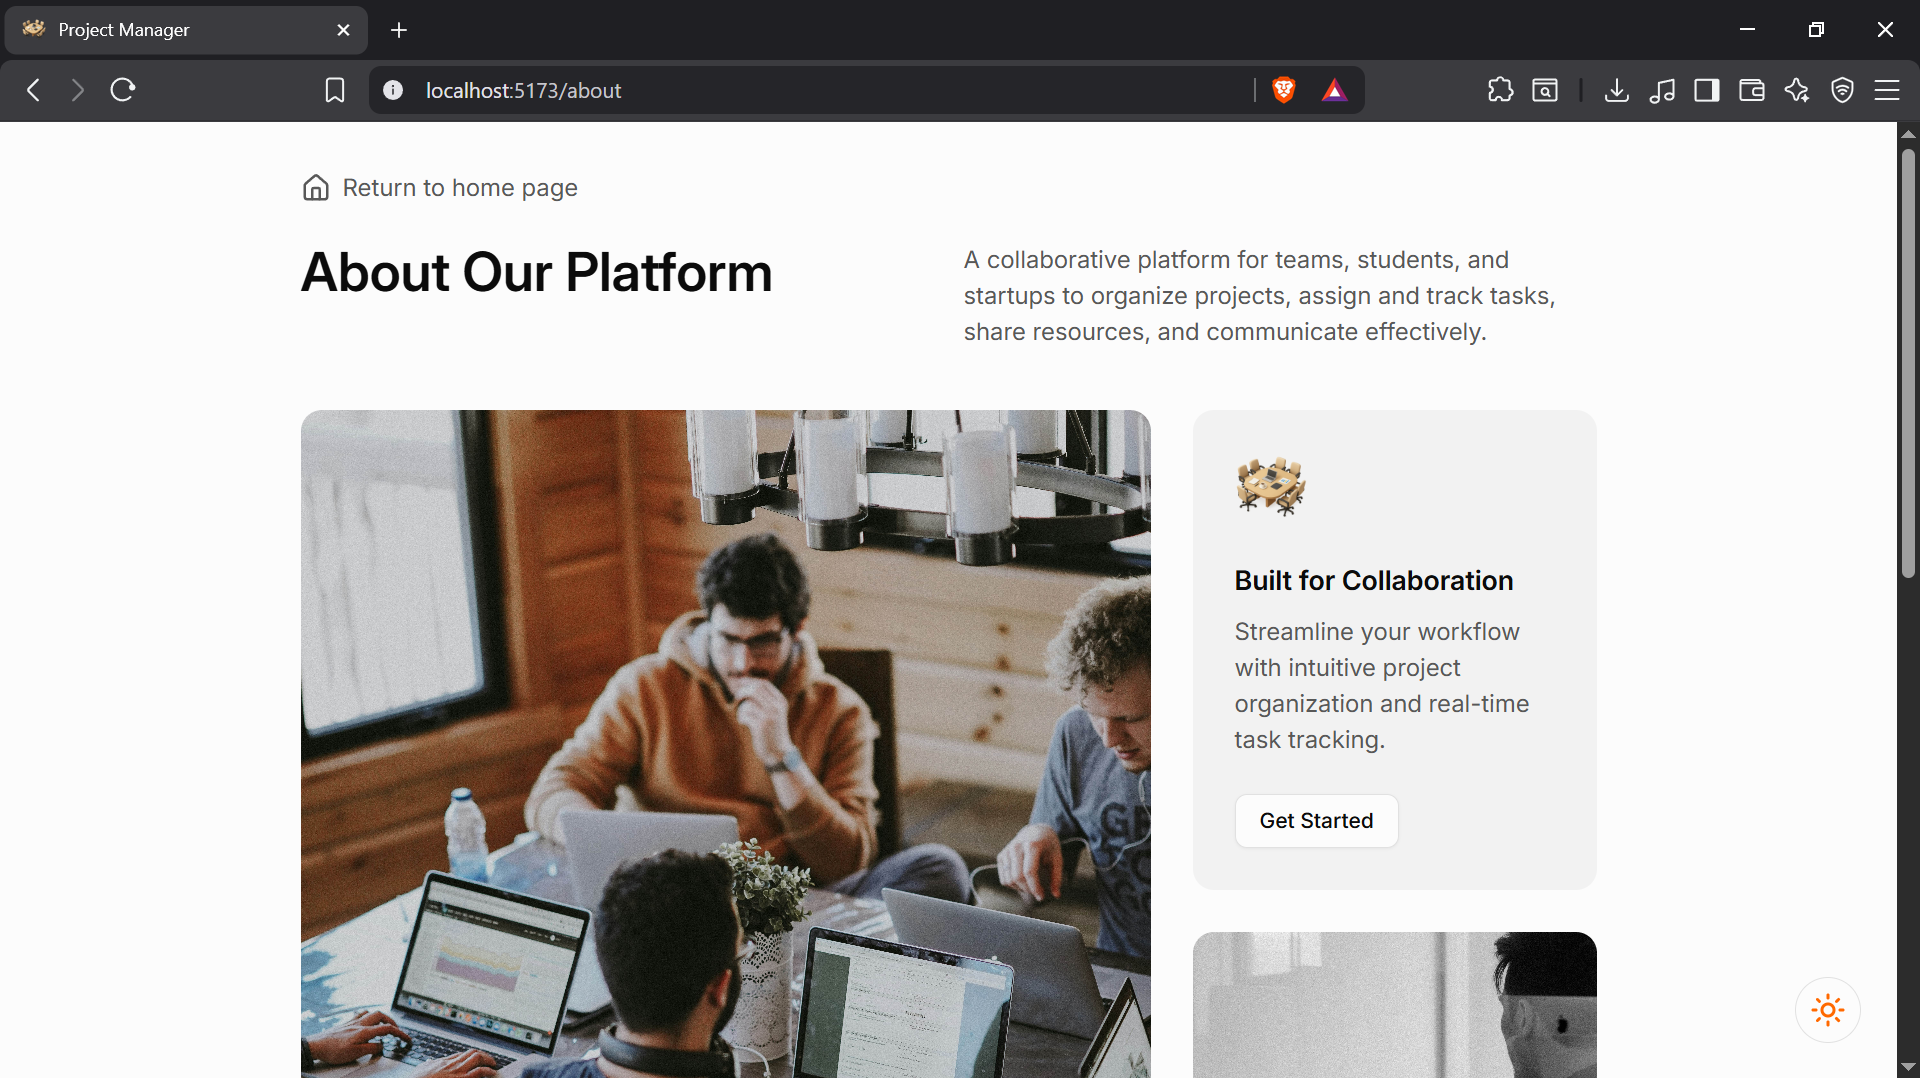 Project Manager
localhost:5173/about
Return to home page
About Our Platform
A collaborative platform for teams, students, and
startups to organize projects, assign and track tasks,
share resources, and communicate effectively.
Built for Collaboration
Streamline your workflow
with intuitive project
organization and real-time
task tracking.
Get Started